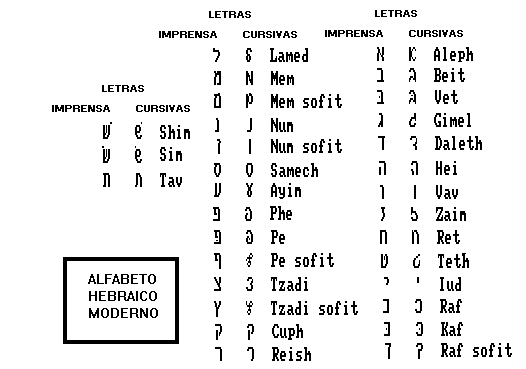 LETRAS
IMPRENSA CURSIVAS
א א Aleph
בּ בּ Beit
ב ב Vet
ג ג Gimel
ד ד Daleth
ה ה Hei
ו ו Vav
ז ז Zain
ח ח Ret
ט ט Teth
י י Iud
כ כ Raf
כּ כּ Kaf
ך ך Raf sofit
LETRAS
IMPRENSA CURSIVAS
ל ל Lamed
מ מ Mem
ם ם Mem sofit
נ נ Nun
ן ן Nun sofit
ס ס Samech
ע ע Ayin
פ פ Phe
פּ פּ Pe
ף ף Pe sofit
צ צ Tzadi
ץ ץ Tzadi sofit
ק ק Cuph
ר ר Reish
LETRAS
IMPRENSA CURSIVAS
שׁ שׁ Shin
שׂ שׂ Sin
ת ת Tav
ALFABETO
HEBRAICO
MODERNO